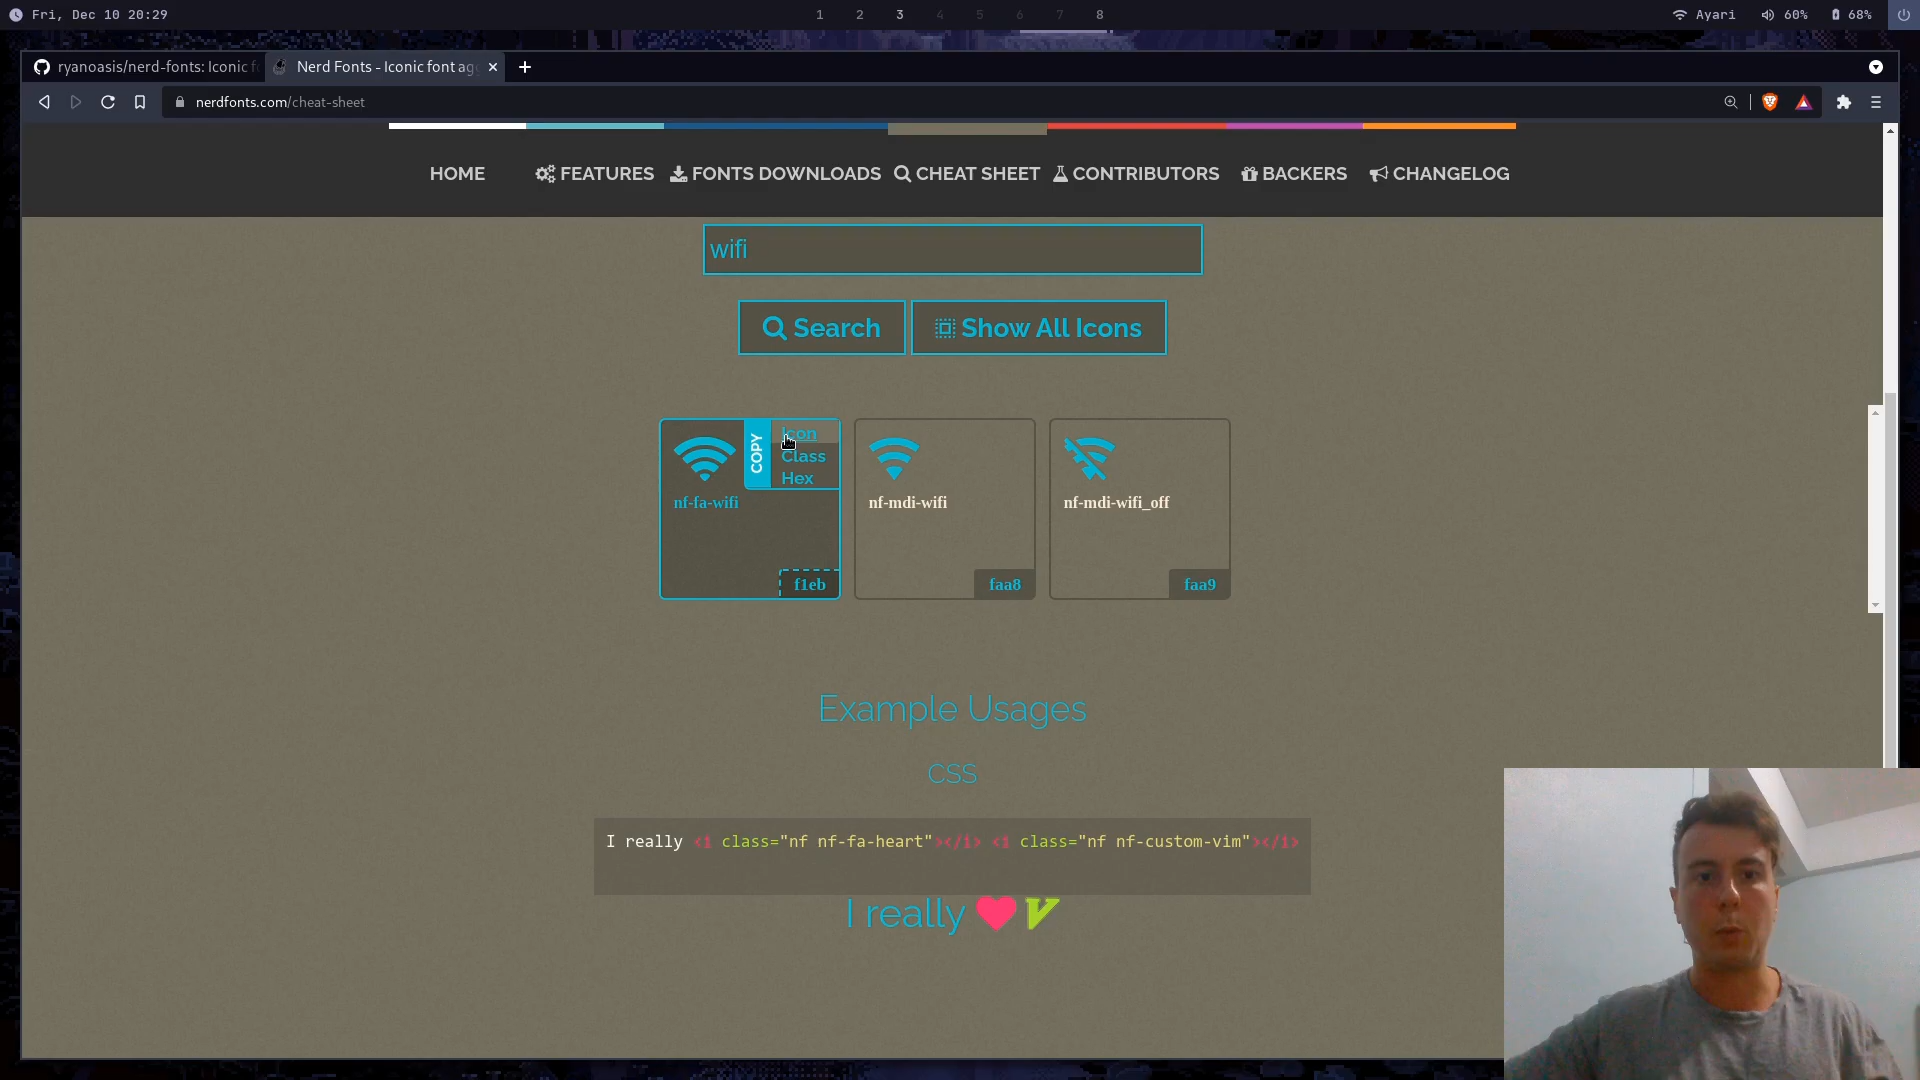 Fri, Dec 10 20:29
1 2 3 4 5 6 7 8
Ayari 60% 68%
ryanoasis/nerd-fonts: Iconic f
Nerd Fonts - Iconic font ag
nerdfonts.com/cheat-sheet
HOME FEATURES FONTS DOWNLOADS CHEAT SHEET CONTRIBUTORS BACKERS CHANGELOG
wifi
Search Show All Icons
COPY
Icon
Class
Hex
nf-fa-wifi nf-mdi-wifi nf-mdi-wifi_off
f1eb faa8 faa9
Example Usages
CSS
I really <i class="nf nf-fa-heart"></i> <i class="nf nf-custom-vim"></i>
I really